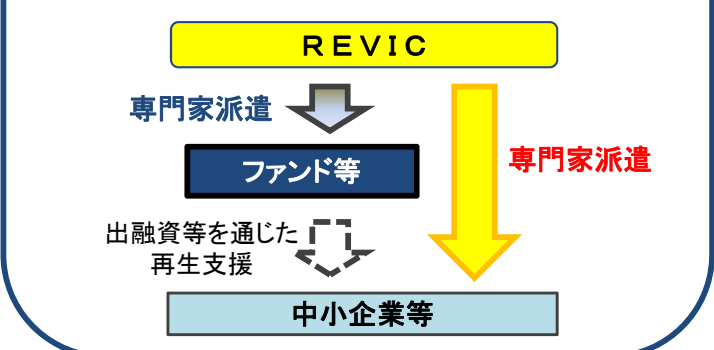 ＲＥＶＩＣ
専門家派遣
ファンド等
専門家派遣
出融資等を通じた
再生支援
中小企業等